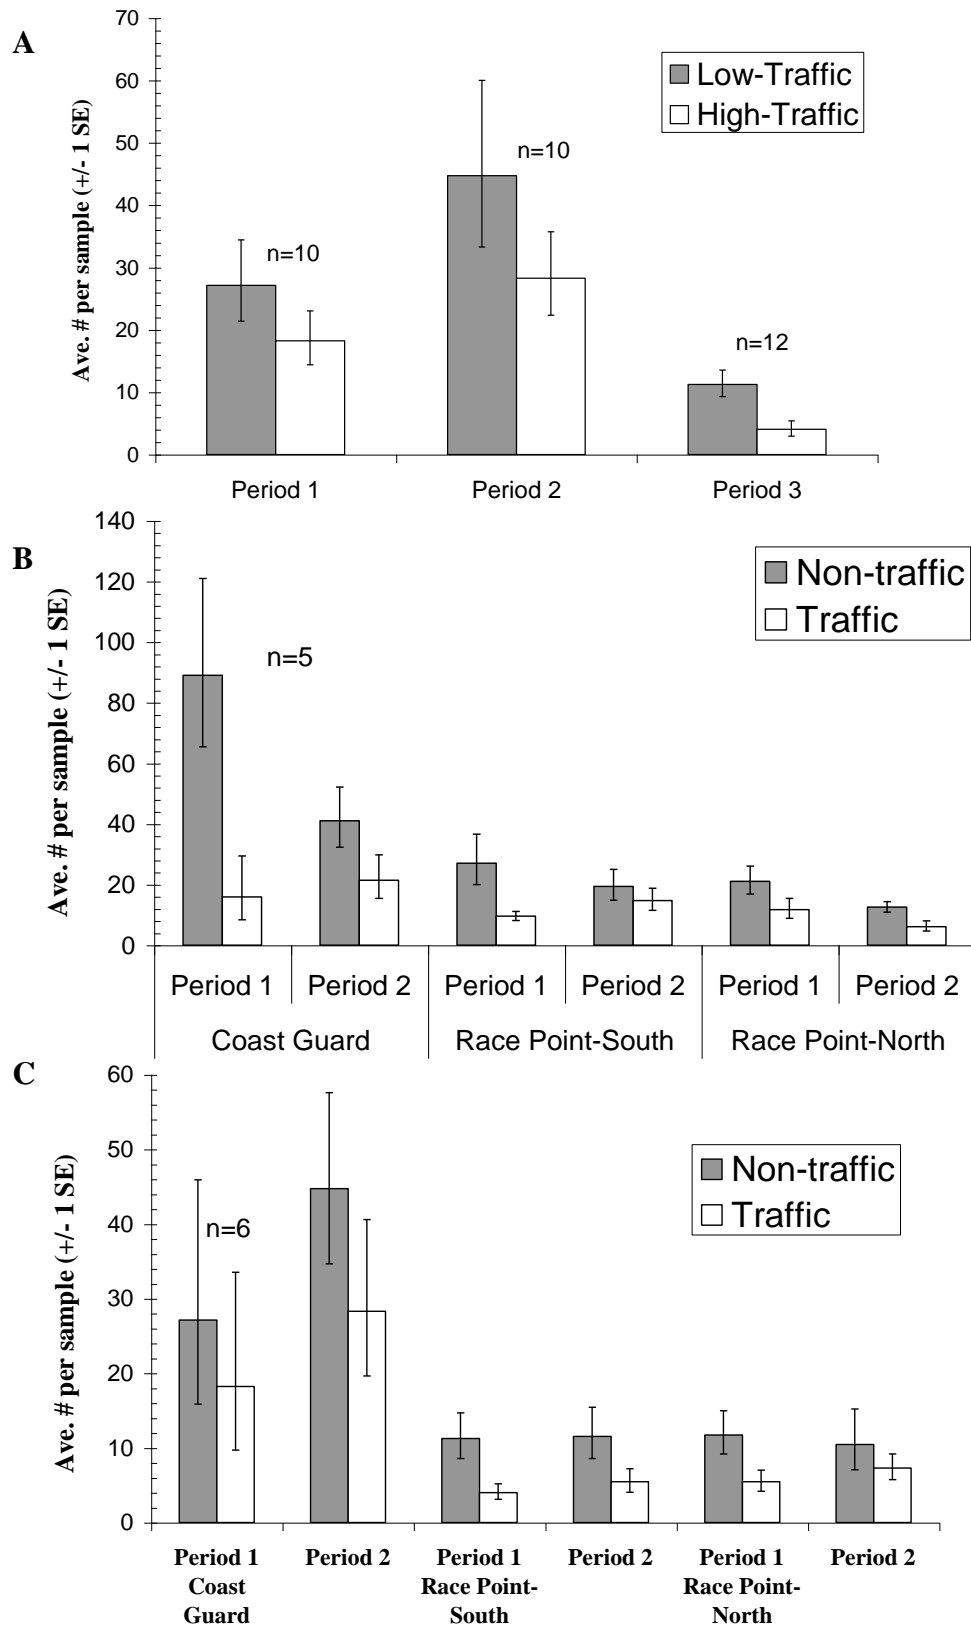 A
Ave. # per sample (+/- 1 SE)
70
60
50
40
30
20
10
0
Low-Traffic
High-Traffic
n=10
n=10
n=12
Period 1 Period 2 Period 3
B
Ave. # per sample (+/- 1 SE)
140
120
100
80
60
40
20
0
Non-traffic
Traffic
n=5
Period 1 Period 2 Period 1 Period 2 Period 1 Period 2
Coast Guard Race Point-South Race Point-North
C
Ave. # per sample (+/- 1 SE)
60
50
40
30
20
10
0
Non-traffic
Traffic
n=6
Period 1 Period 2 Period 1 Period 2 Period 1 Period 2
Coast Race Point- Race Point-
Guard South North